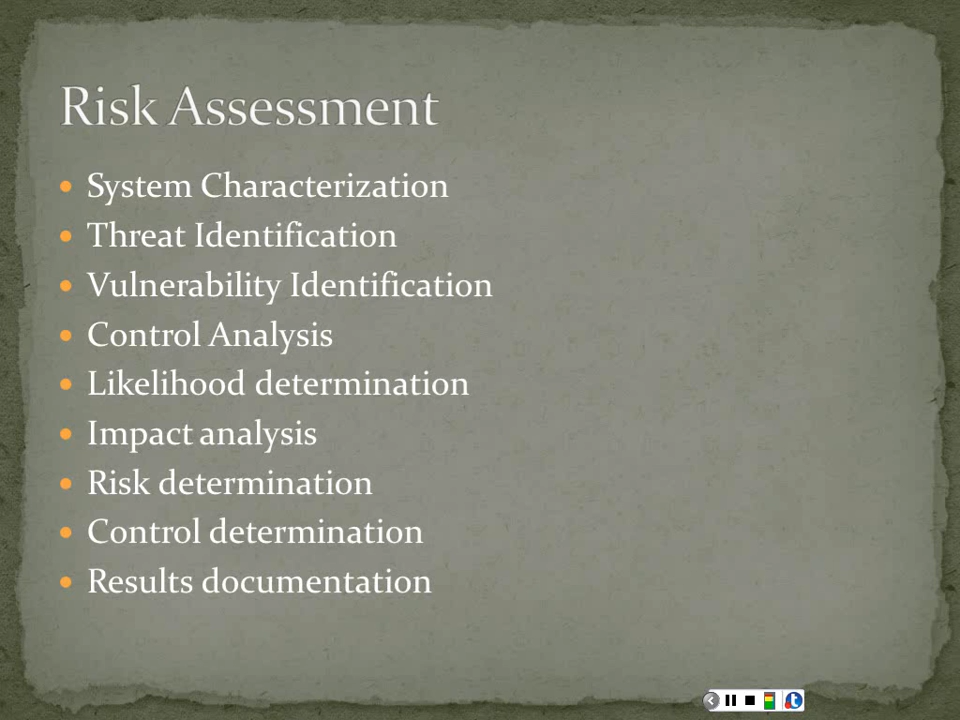 Risk Assessment
System Characterization
Threat Identification
Vulnerability Identification
Control Analysis
Likelihood determination
Impact analysis
Risk determination
Control determination
Results documentation
t